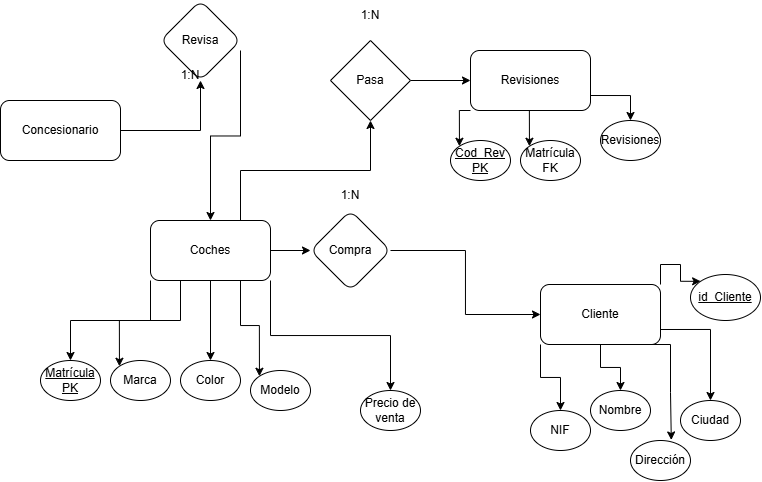 1:N
Revisa
1:N
Pasa
Revisiones
Concesionario
Cod_Rev
PK
Matrícula
FK
Revisiones
1:N
Coches
Compra
Cliente
id_Cliente
Matrícula
PK
Marca
Color
Modelo
Precio de
venta
NIF
Nombre
Dirección
Ciudad